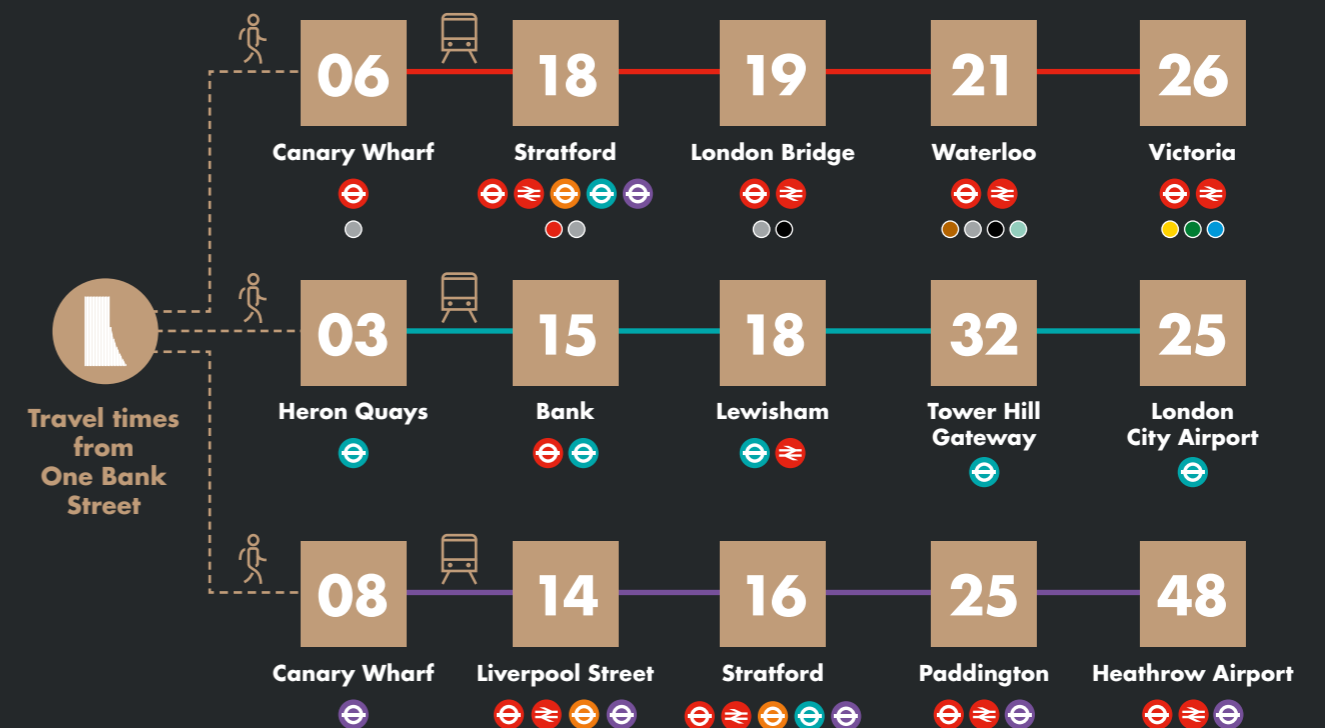 06
18
19
21
26
Canary Wharf
Stratford
London Bridge
Waterloo
Victoria
Travel times
from
One Bank
Street
03
15
18
32
25
Heron Quays
Bank
Lewisham
Tower Hill
Gateway
London
City Airport
08
14
16
25
48
Canary Wharf
Liverpool Street
Stratford
Paddington
Heathrow Airport